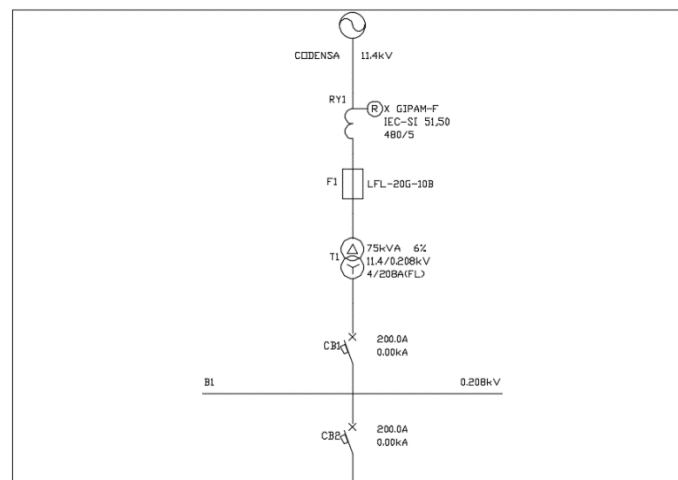 CODENSA 11.4kV
RY1
R X GIPAM-F
IEC-SI 51,50
480/5
F1 LFL-20G-10B
T1
75kVA 6%
11.4/0.208kV
4/208A(FL)
CB1
200.0A
0.00kA
B1 0.208kV
CB2
200.0A
0.00kA